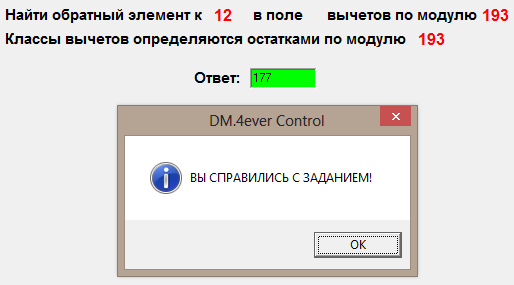 Найти обратный элемент к 12 в поле вычетов по модулю 193
Классы вычетов определяются остатками по модулю 193
Ответ: 177
DM.4ever Control
ВЫ СПРАВИЛИСЬ С ЗАДАНИЕМ!
OK